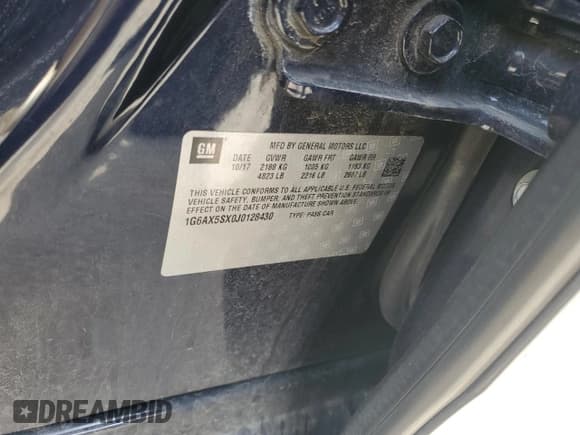 GM
MFD BY GENERAL MOTORS LLC
DATE GVWR GAWR FRT GAWR RR
10/17 2188 KG 1005 KG 1183 KG
4823 LB 2216 LB 2607 LB
THIS VEHICLE CONFORMS TO ALL APPLICABLE U.S. FEDERAL MOTOR
VEHICLE SAFETY, BUMPER, AND THEFT PREVENTION STANDARDS IN
EFFECT ON THE DATE OF MANUFACTURE SHOWN ABOVE.
1G6AX5SX0J0128430 TYPE: PASS CAR
DREAMBID